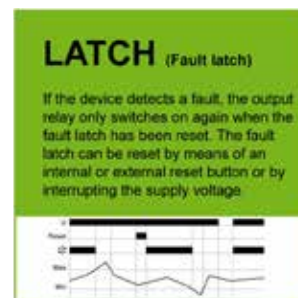 LATCH (Fault latch)
If the device detects a fault, the output
relay only switches on again when the
fault latch has been reset. The fault
latch can be reset by means of an
internal or external reset button or by
interrupting the supply voltage
U
Reset
Max
Min